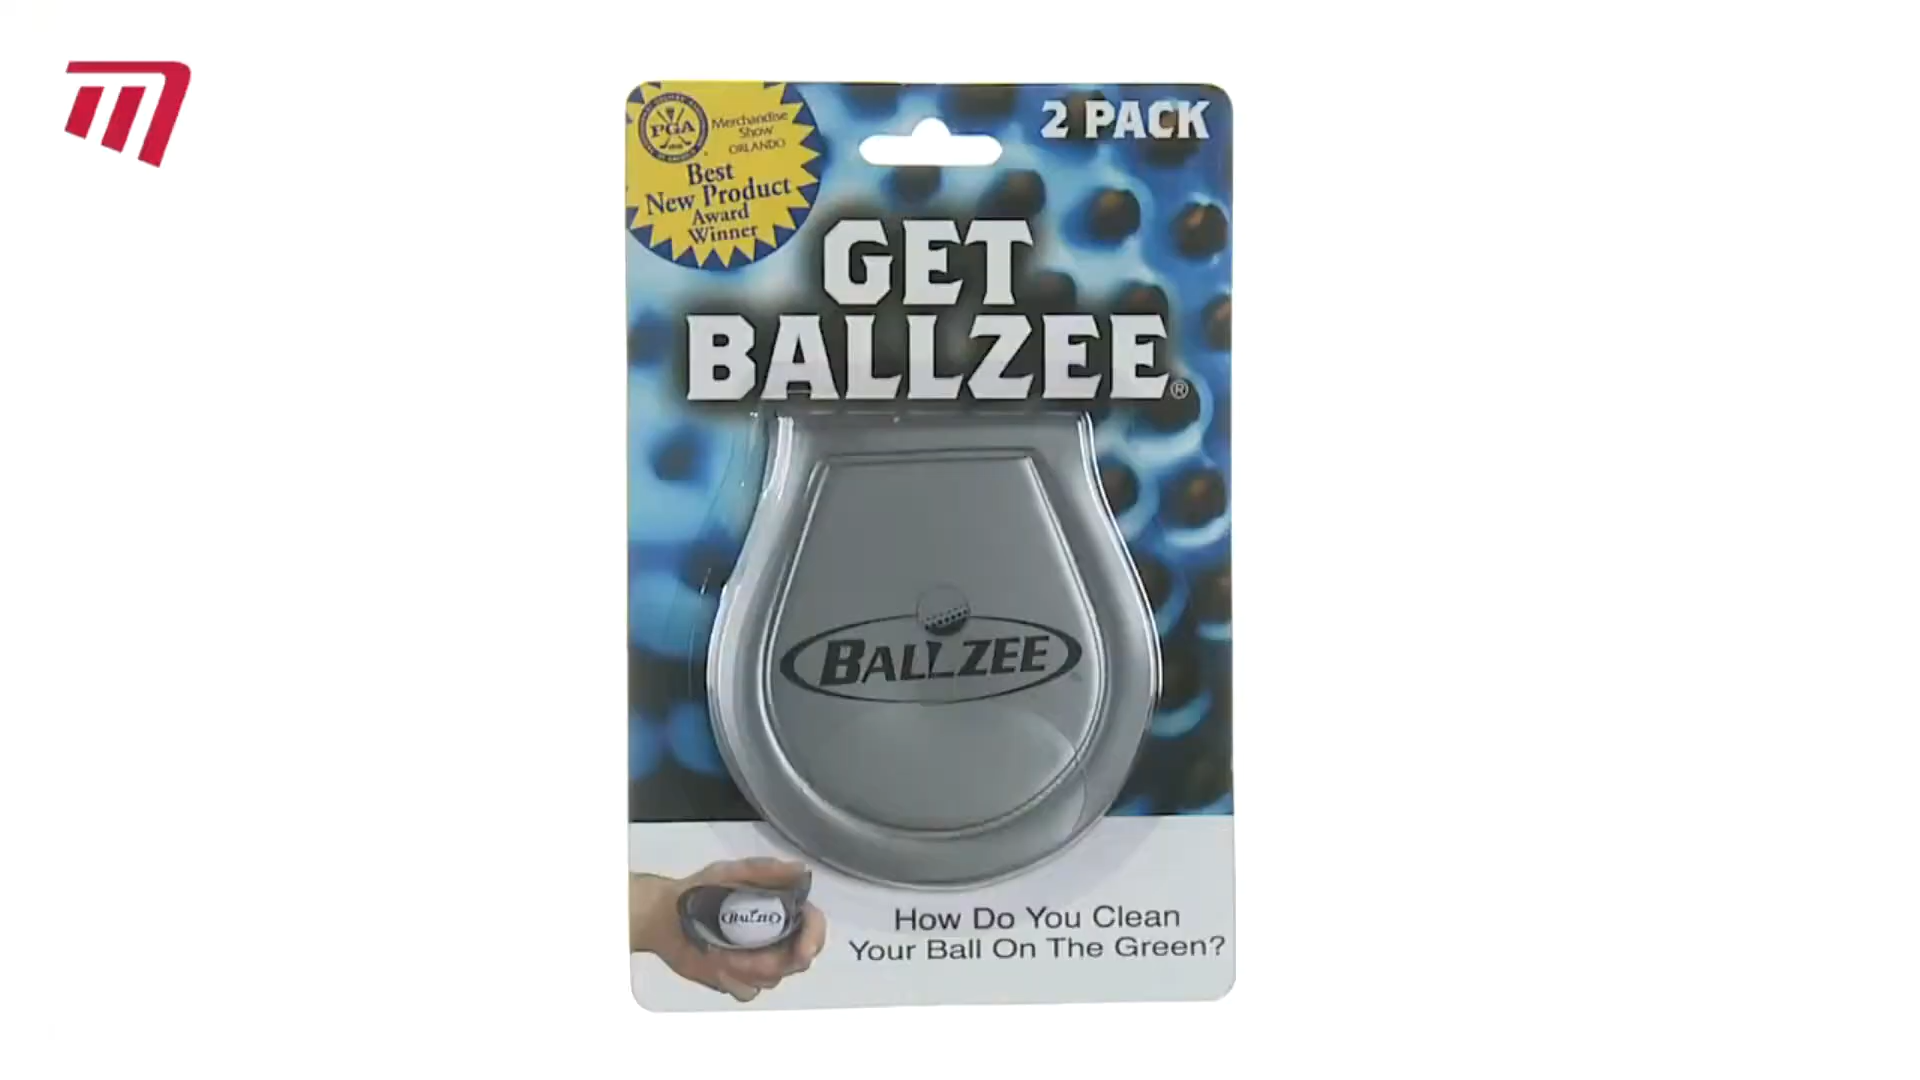 PGA
Merchandise
Show
ORLANDO
Best
New Product
Award
Winner
2 PACK
GET
BALLZEE®
BALLZEE
BALLZEE
How Do You Clean
Your Ball On The Green?